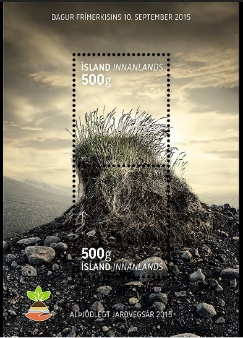 DAGUR FRÍMERKISINS 10. SEPTEMBER 2015
ÍSLAND INNANLANDS
500g
500g
ÍSLAND INNANLANDS
ALÞJÓÐLEGT JARÐVEGSÁR 2015